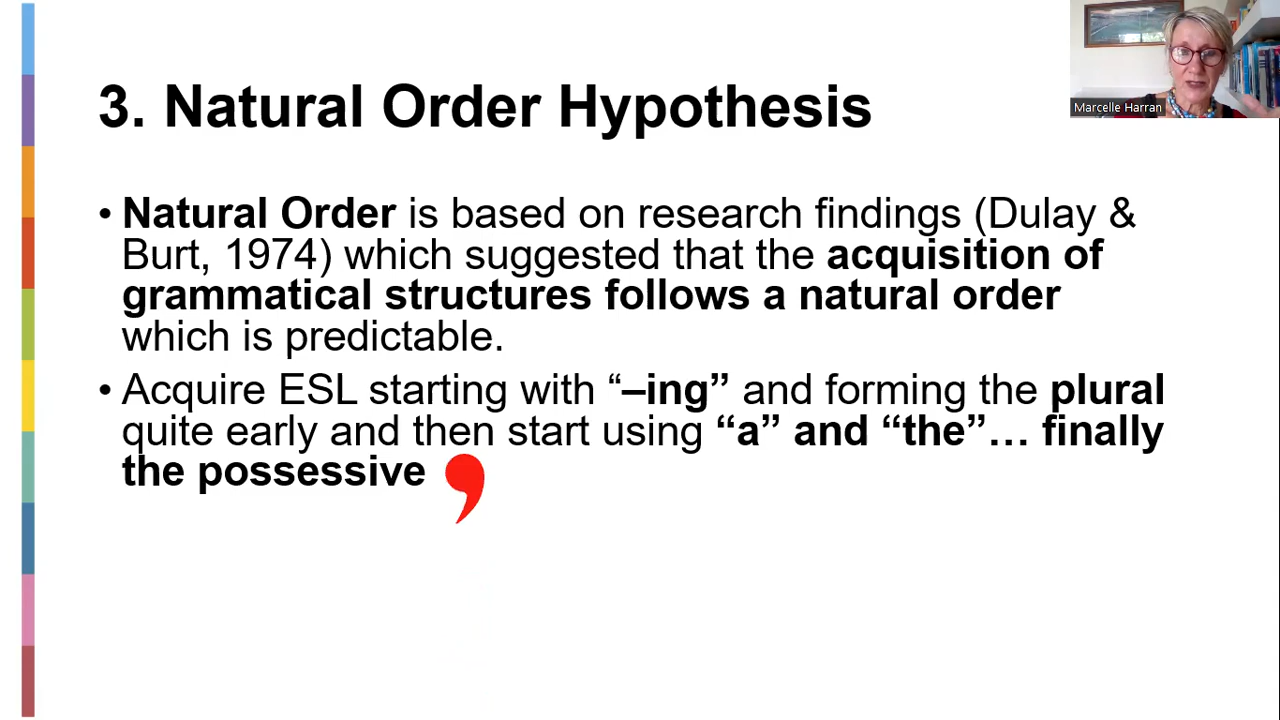 3. Natural Order Hypothesis
Marcelle Harran
• Natural Order is based on research findings (Dulay &
Burt, 1974) which suggested that the acquisition of
grammatical structures follows a natural order
which is predictable.
• Acquire ESL starting with “–ing” and forming the plural
quite early and then start using “a” and “the”… finally
the possessive ’